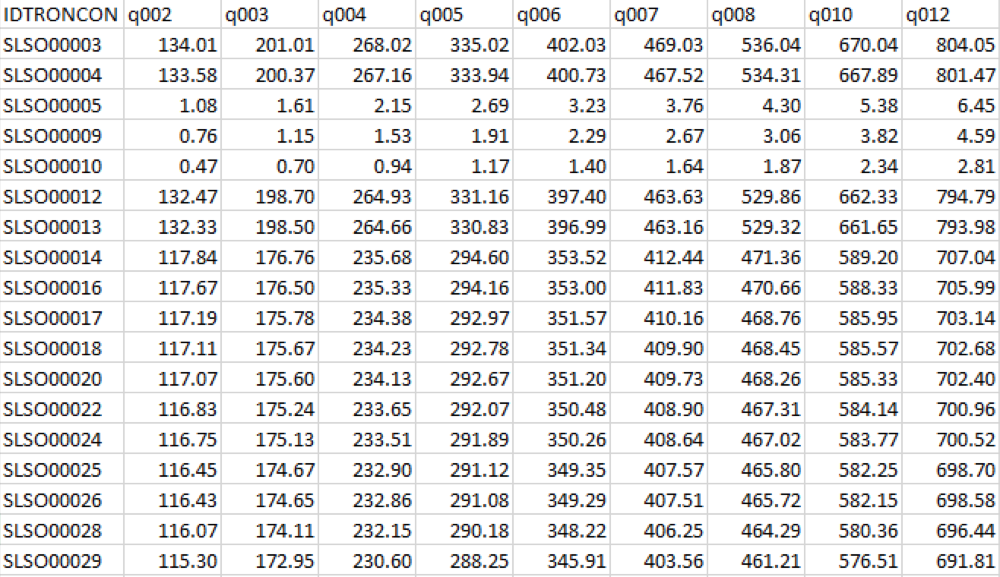 IDTRONCON q002 q003 q004 q005 q006 q007 q008 q010 q012
SLSO00003 134.01 201.01 268.02 335.02 402.03 469.03 536.04 670.04 804.05
SLSO00004 133.58 200.37 267.16 333.94 400.73 467.52 534.31 667.89 801.47
SLSO00005 1.08 1.61 2.15 2.69 3.23 3.76 4.30 5.38 6.45
SLSO00009 0.76 1.15 1.53 1.91 2.29 2.67 3.06 3.82 4.59
SLSO00010 0.47 0.70 0.94 1.17 1.40 1.64 1.87 2.34 2.81
SLSO00012 132.47 198.70 264.93 331.16 397.40 463.63 529.86 662.33 794.79
SLSO00013 132.33 198.50 264.66 330.83 396.99 463.16 529.32 661.65 793.98
SLSO00014 117.84 176.76 235.68 294.60 353.52 412.44 471.36 589.20 707.04
SLSO00016 117.67 176.50 235.33 294.16 353.00 411.83 470.66 588.33 705.99
SLSO00017 117.19 175.78 234.38 292.97 351.57 410.16 468.76 585.95 703.14
SLSO00018 117.11 175.67 234.23 292.78 351.34 409.90 468.45 585.57 702.68
SLSO00020 117.07 175.60 234.13 292.67 351.20 409.73 468.26 585.33 702.40
SLSO00022 116.83 175.24 233.65 292.07 350.48 408.90 467.31 584.14 700.96
SLSO00024 116.75 175.13 233.51 291.89 350.26 408.64 467.02 583.77 700.52
SLSO00025 116.45 174.67 232.90 291.12 349.35 407.57 465.80 582.25 698.70
SLSO00026 116.43 174.65 232.86 291.08 349.29 407.51 465.72 582.15 698.58
SLSO00028 116.07 174.11 232.15 290.18 348.22 406.25 464.29 580.36 696.44
SLSO00029 115.30 172.95 230.60 288.25 345.91 403.56 461.21 576.51 691.81